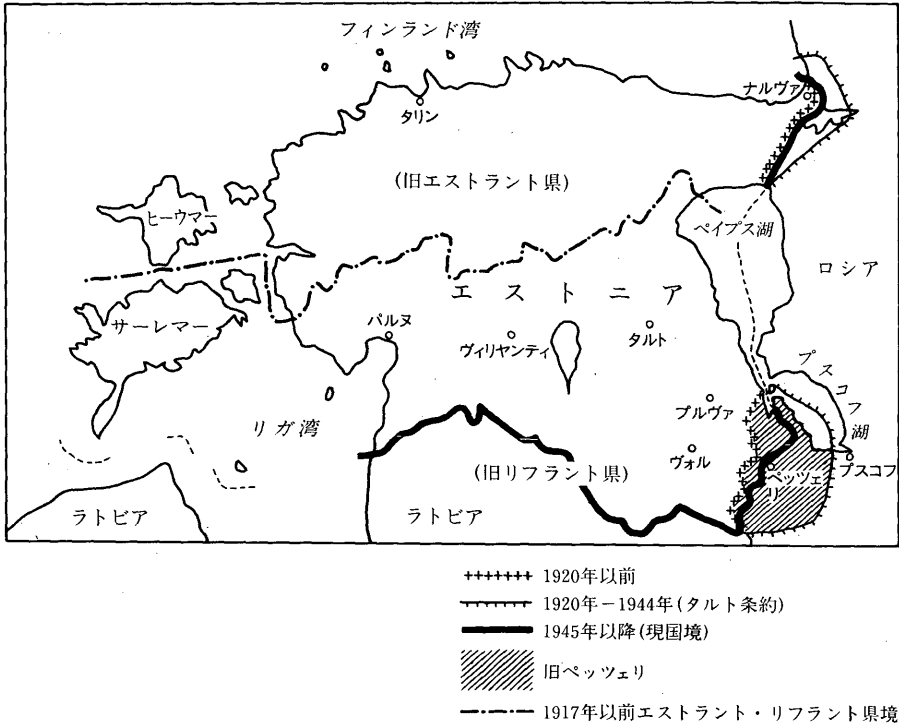 フィンランド湾
ナルヴァ
タリン
(旧エストラント県)
ヒーウマー
ペイプス湖
ロシア
エストニア
サーレマー
パルヌ
ヴィリヤンティ
タルト
プスコフ湖
プルヴァ
リガ湾
ヴォル
(旧リフラント県)
ペッツェリ
プスコフ
ラトビア
ラトビア
1920年以前
1920年－1944年(タルト条約)
1945年以降(現国境)
旧ペッツェリ
1917年以前エストラント・リフラント県境